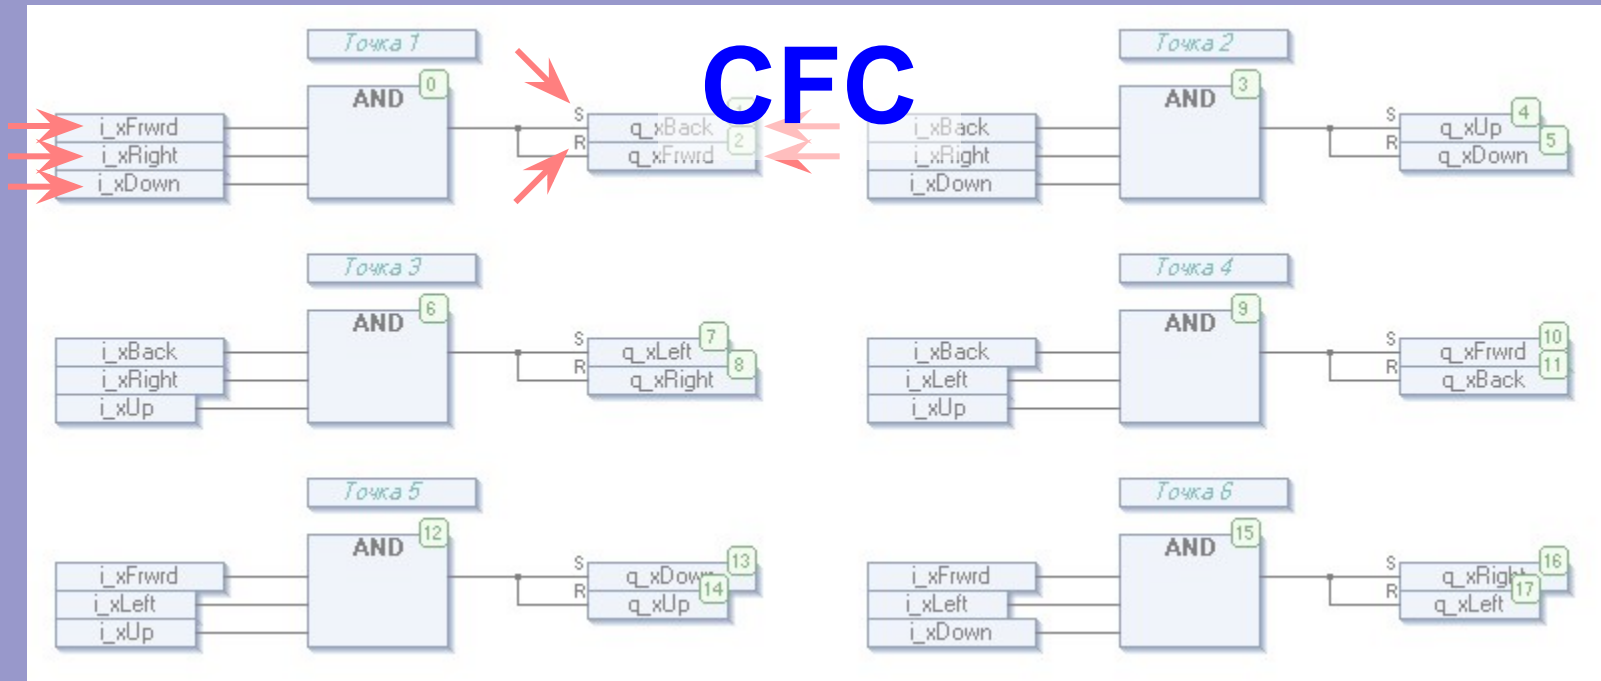 CFC
Точка 1
AND
0
i_xFrwrd
i_xRight
i_xDown
S
R
q_xBack
q_xFrwrd
2
Точка 2
AND
3
i_xBack
i_xRight
i_xDown
S
R
q_xUp
4
q_xDown
5
Точка 3
AND
6
i_xBack
i_xRight
i_xUp
S
R
q_xLeft
7
q_xRight
8
Точка 4
AND
9
i_xBack
i_xLeft
i_xUp
S
R
q_xFrwrd
10
q_xBack
11
Точка 5
AND
12
i_xFrwrd
i_xLeft
i_xUp
S
R
q_xDown
13
q_xUp
14
Точка 6
AND
15
i_xFrwrd
i_xLeft
i_xDown
S
R
q_xRight
16
q_xLeft
17